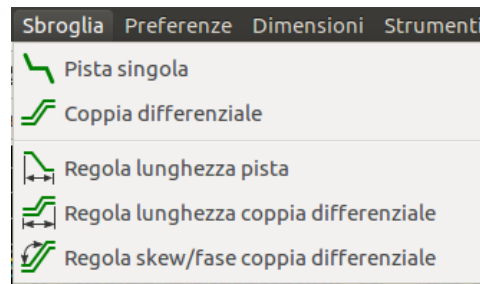 Sbroglia Preferenze Dimensioni Strumenti
Pista singola
Coppia differenziale
Regola lunghezza pista
Regola lunghezza coppia differenziale
Regola skew/fase coppia differenziale